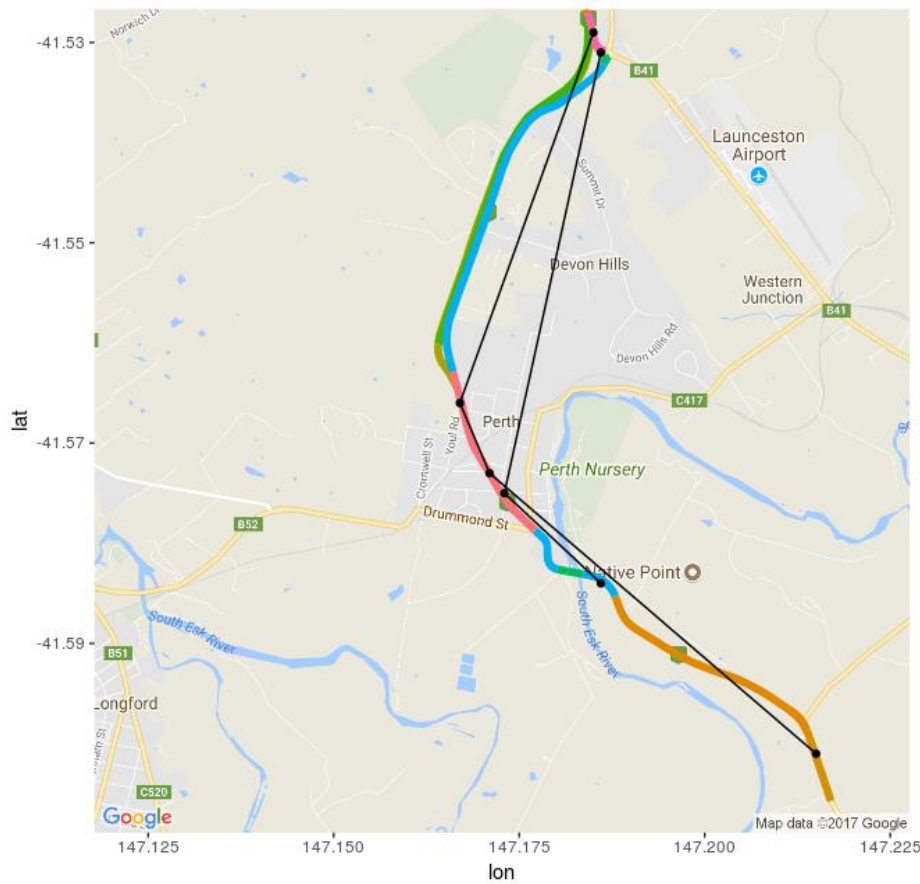 Norwich Dr
-41.53
B41
Launceston
Airport
Summit Dr
-41.55
Devon Hills
Western
Junction
B41
Devon Hills Rd
C417
lat
Youl Rd
Perth
-41.57
Cromwell St
Perth Nursery
Drummond St
B52
Native Point
-41.59
South Esk River
South Esk River
B51
Longford
C520
Google
Map data ©2017 Google
147.125
147.150
147.175
147.200
147.225
lon